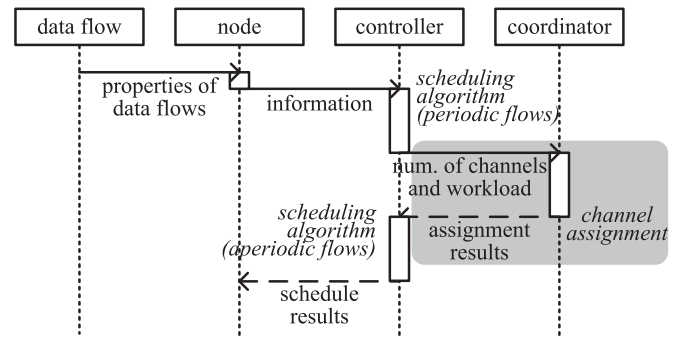 data flow
node
controller
coordinator
properties of
data flows
information
scheduling
algorithm
(periodic flows)
num. of channels
and workload
scheduling
algorithm
(aperiodic flows)
assignment
results
channel
assignment
schedule
results